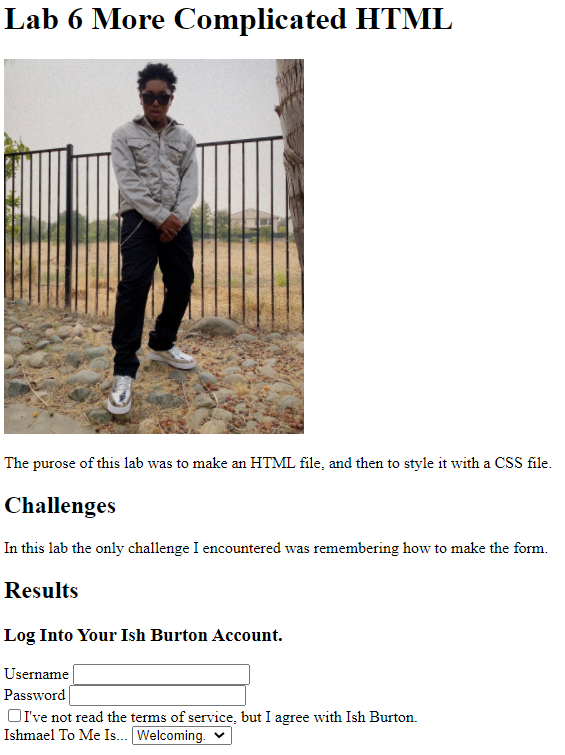 Lab 6 More Complicated HTML
The purose of this lab was to make an HTML file, and then to style it with a CSS file.
Challenges
In this lab the only challenge I encountered was remembering how to make the form.
Results
Log Into Your Ish Burton Account.
Username
Password
I've not read the terms of service, but I agree with Ish Burton.
Ishmael To Me Is... Welcoming.